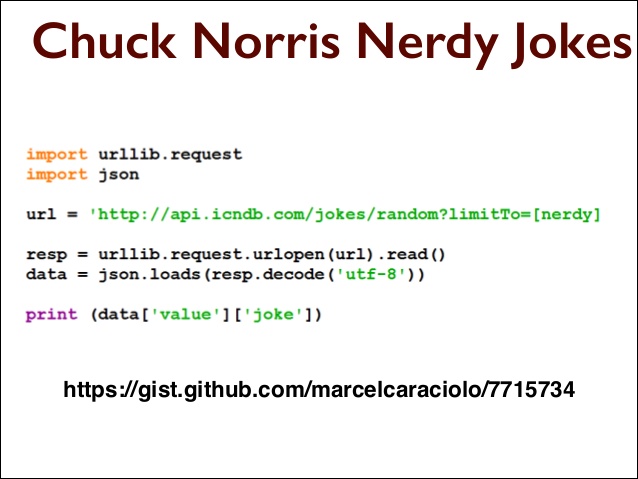 Chuck Norris Nerdy Jokes
import urllib.request
import json
url = 'http://api.icndb.com/jokes/random?limitTo=[nerdy]
resp = urllib.request.urlopen(url).read()
data = json.loads(resp.decode('utf-8'))
print (data['value']['joke'])
https://gist.github.com/marcelcaraciolo/7715734